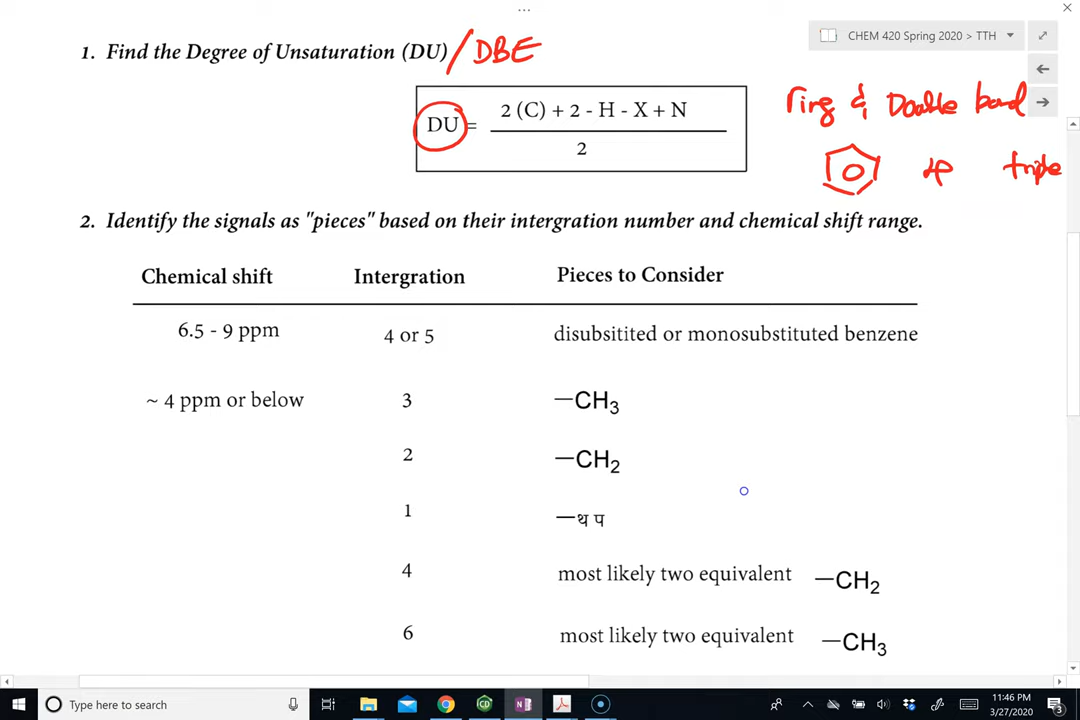 ...
1. Find the Degree of Unsaturation (DU) / DBE
CHEM 420 Spring 2020 > TTH
DU = 2 (C) + 2 - H - X + N
2
ring & Double bond
4 triple
2. Identify the signals as "pieces" based on their intergration number and chemical shift range.
Chemical shift Intergration Pieces to Consider
6.5 - 9 ppm 4 or 5 disubsitited or monosubstituted benzene
~ 4 ppm or below 3 —CH3
2 —CH2
1 —थ प
4 most likely two equivalent —CH2
6 most likely two equivalent —CH3
Type here to search
11:46 PM
3/27/2020
3